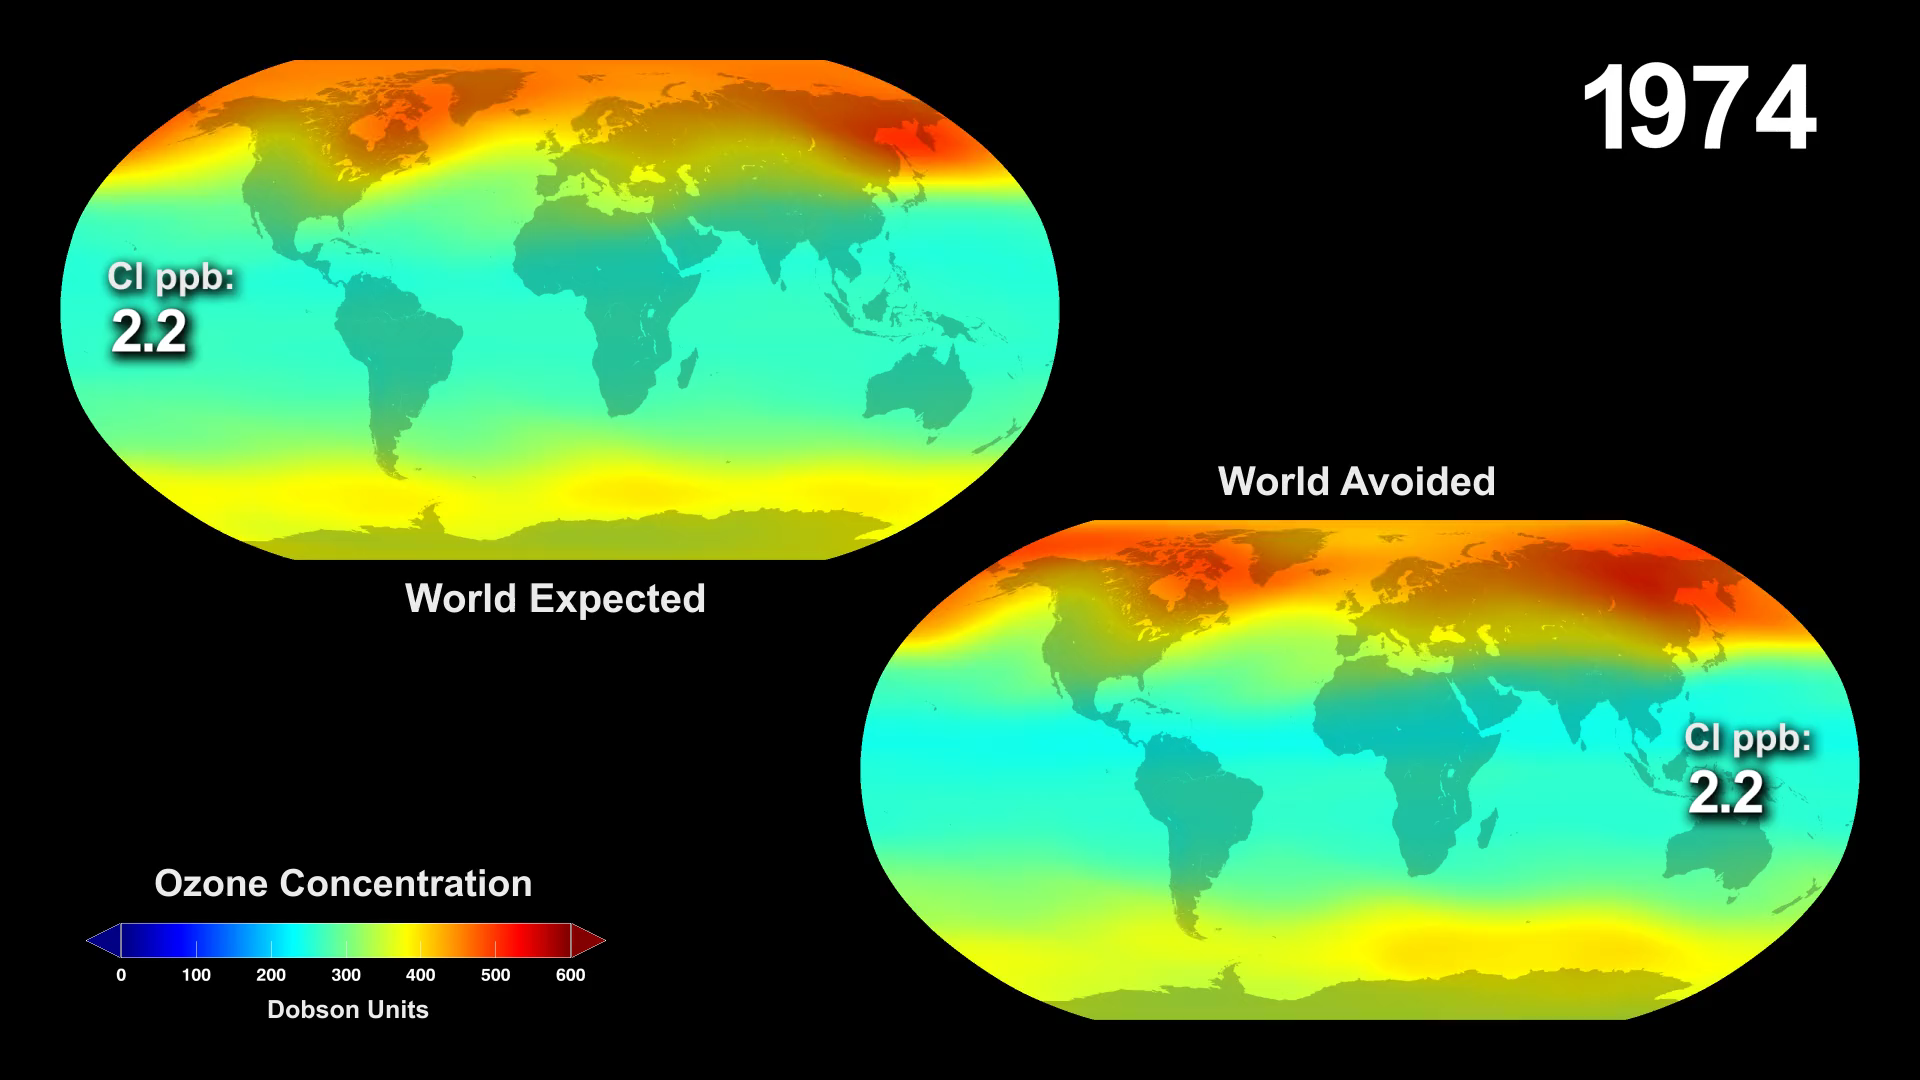 1974
Cl ppb:
2.2
World Expected
World Avoided
Cl ppb:
2.2
Ozone Concentration
0 100 200 300 400 500 600
Dobson Units